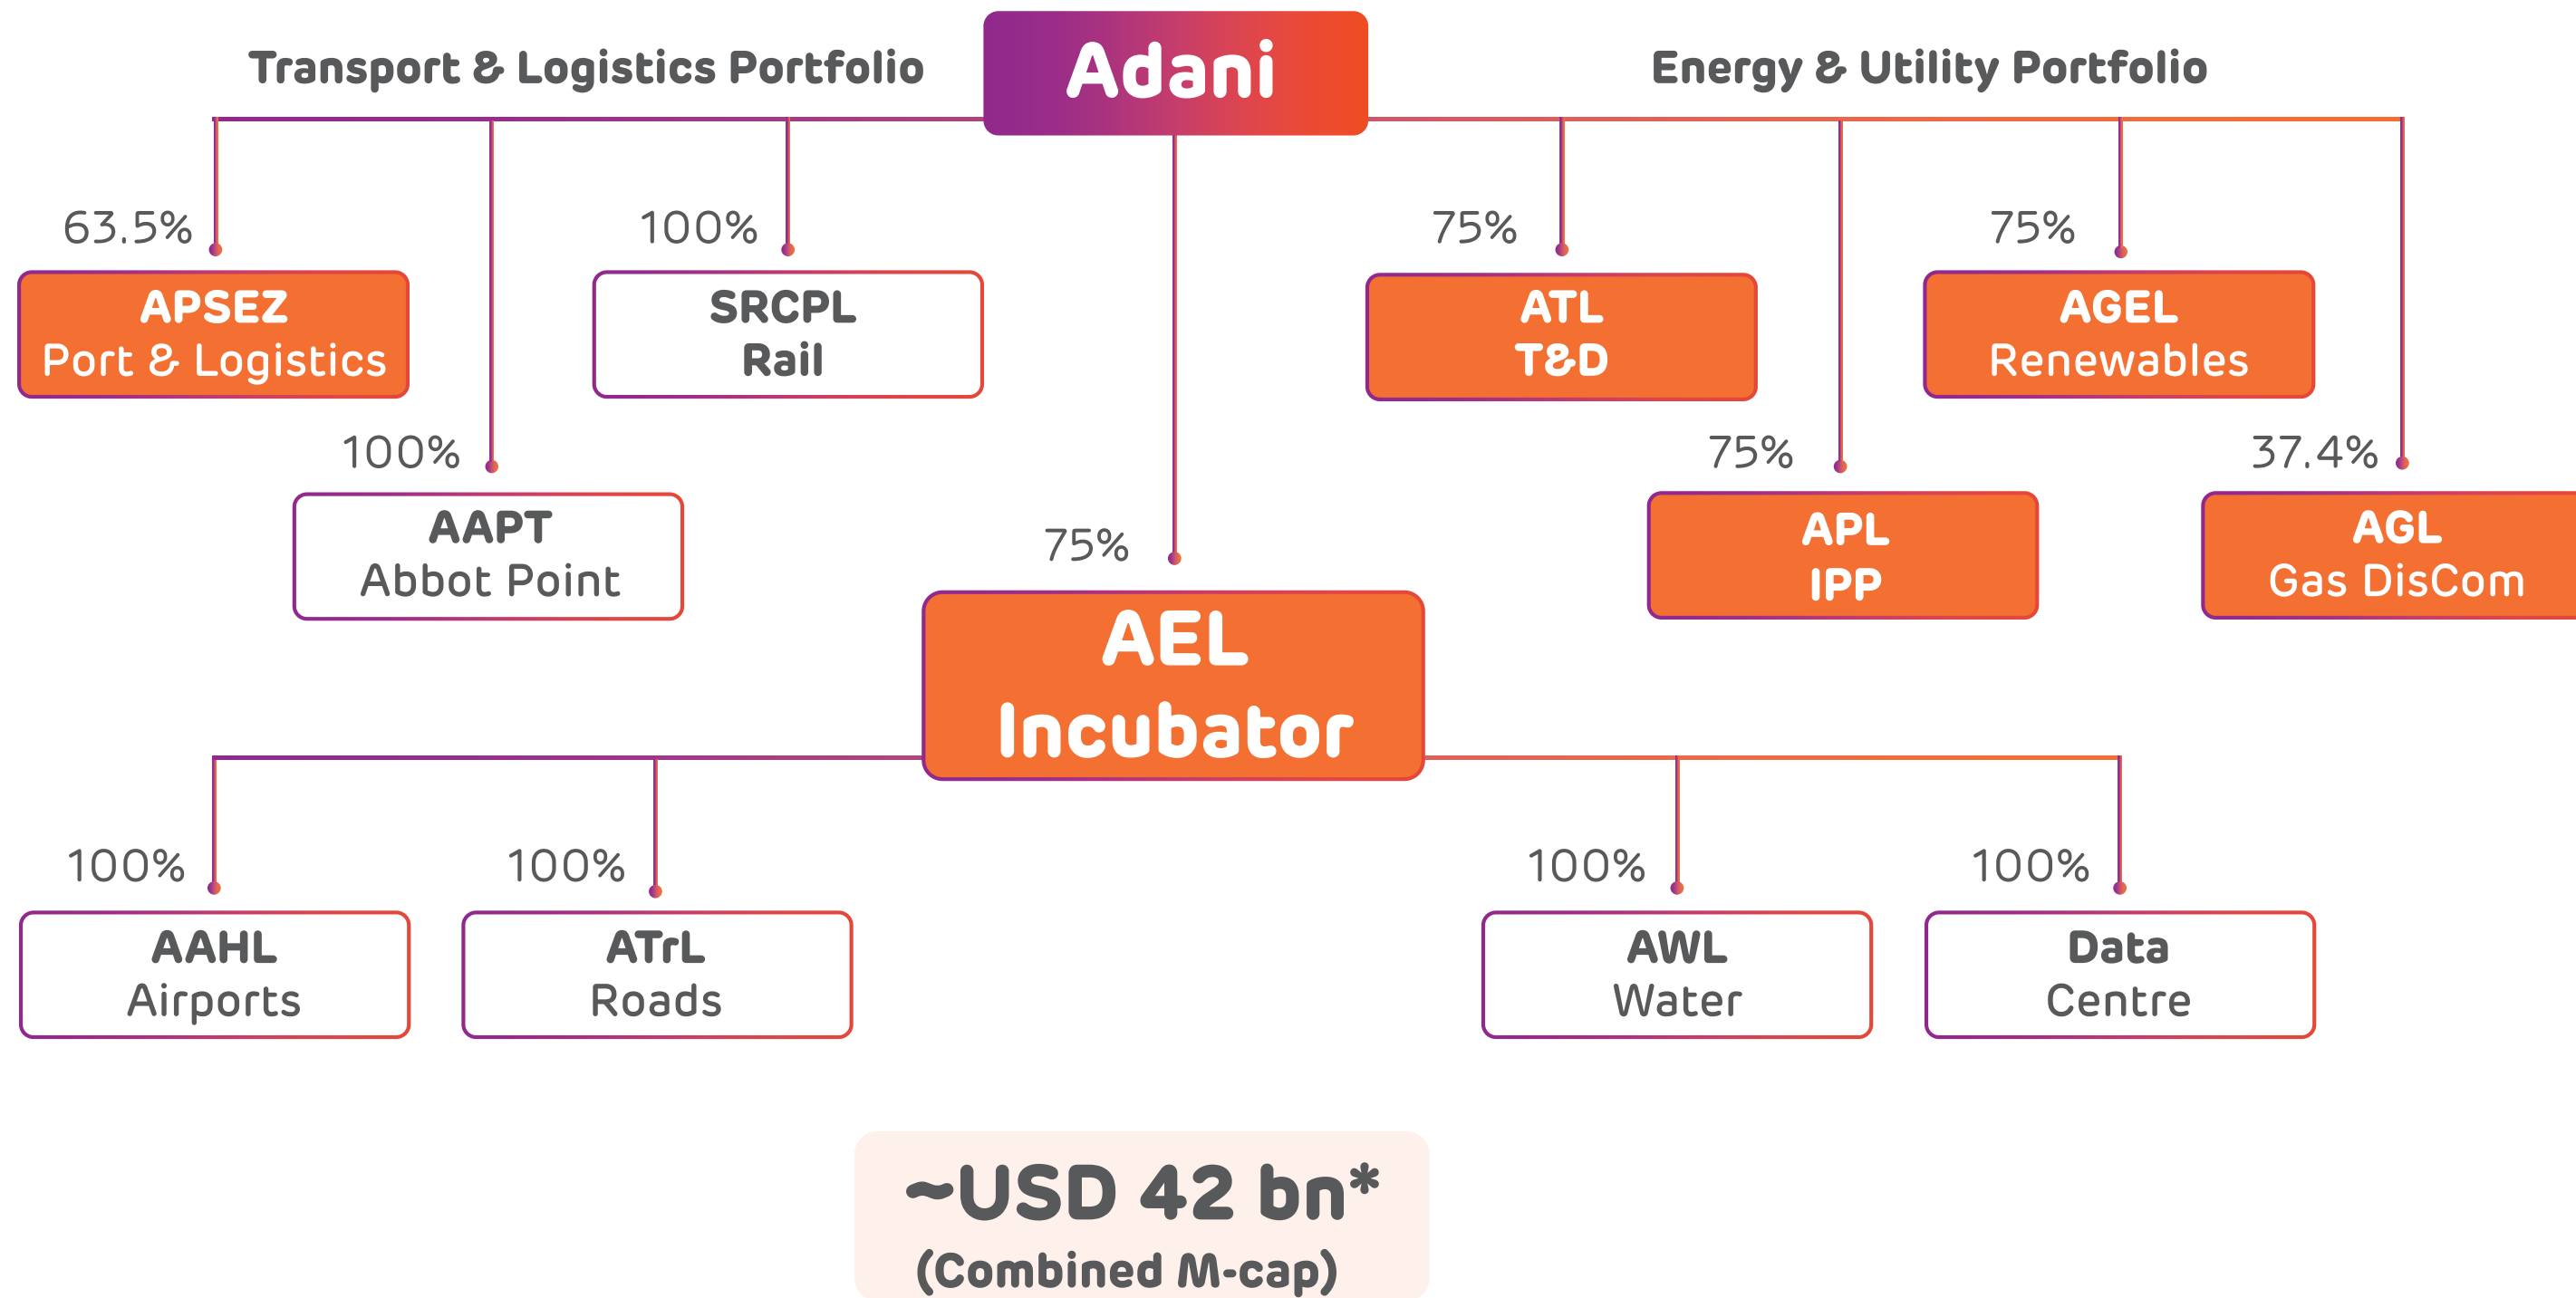 Adani
Transport & Logistics Portfolio
Energy & Utility Portfolio
63.5%
APSEZ
Port & Logistics
100%
SRCPL
Rail
100%
AAPT
Abbot Point
75%
ATL
T&D
75%
AGEL
Renewables
75%
APL
IPP
37.4%
AGL
Gas DisCom
75%
AEL
Incubator
100%
AAHL
Airports
100%
ATrL
Roads
100%
AWL
Water
100%
Data
Centre
~USD 42 bn*
(Combined M-cap)